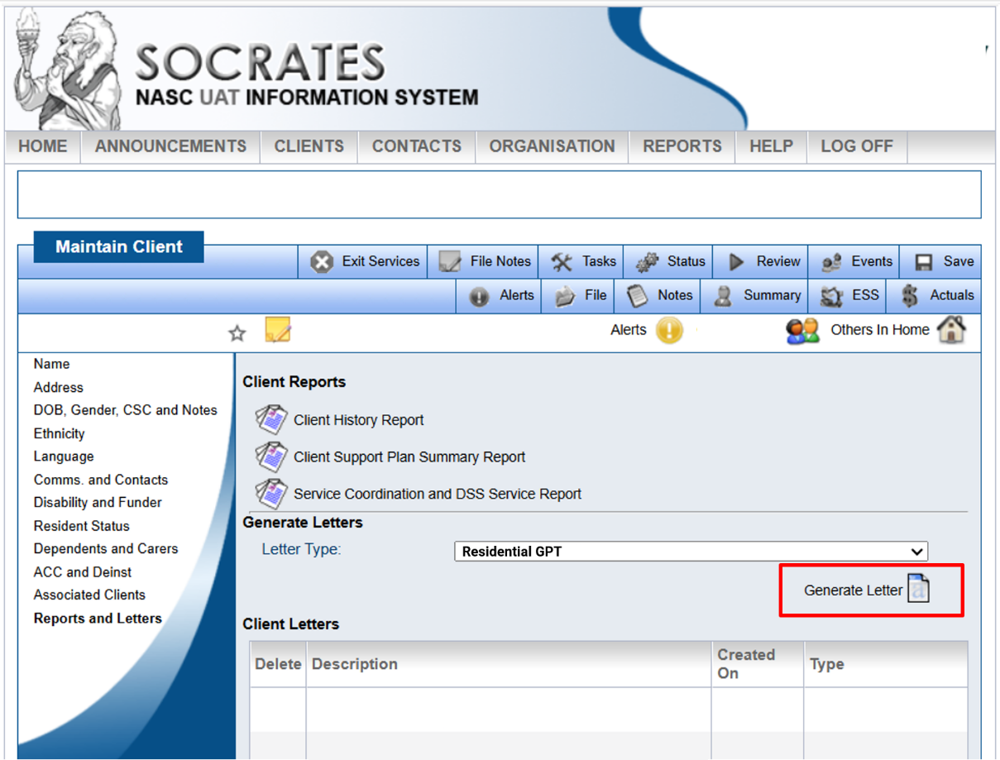 SOCRATES
NASC UAT INFORMATION SYSTEM
HOME ANNOUNCEMENTS CLIENTS CONTACTS ORGANISATION REPORTS HELP LOG OFF
Maintain Client
Exit Services File Notes Tasks Status Review Events Save
Alerts File Notes Summary ESS Actuals
Alerts Others In Home
Name
Address
DOB, Gender, CSC and Notes
Ethnicity
Language
Comms. and Contacts
Disability and Funder
Resident Status
Dependents and Carers
ACC and Deinst
Associated Clients
Reports and Letters
Client Reports
Client History Report
Client Support Plan Summary Report
Service Coordination and DSS Service Report
Generate Letters
Letter Type: Residential GPT
Generate Letter
Client Letters
Delete Description Created On Type